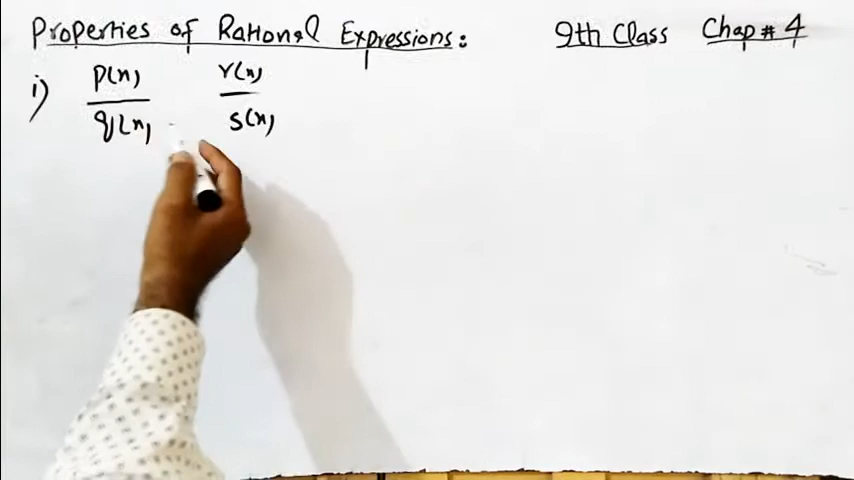 Properties of Rational Expressions: 9th Class Chap # 4
i) p(x) r(x)
q(x) s(x)